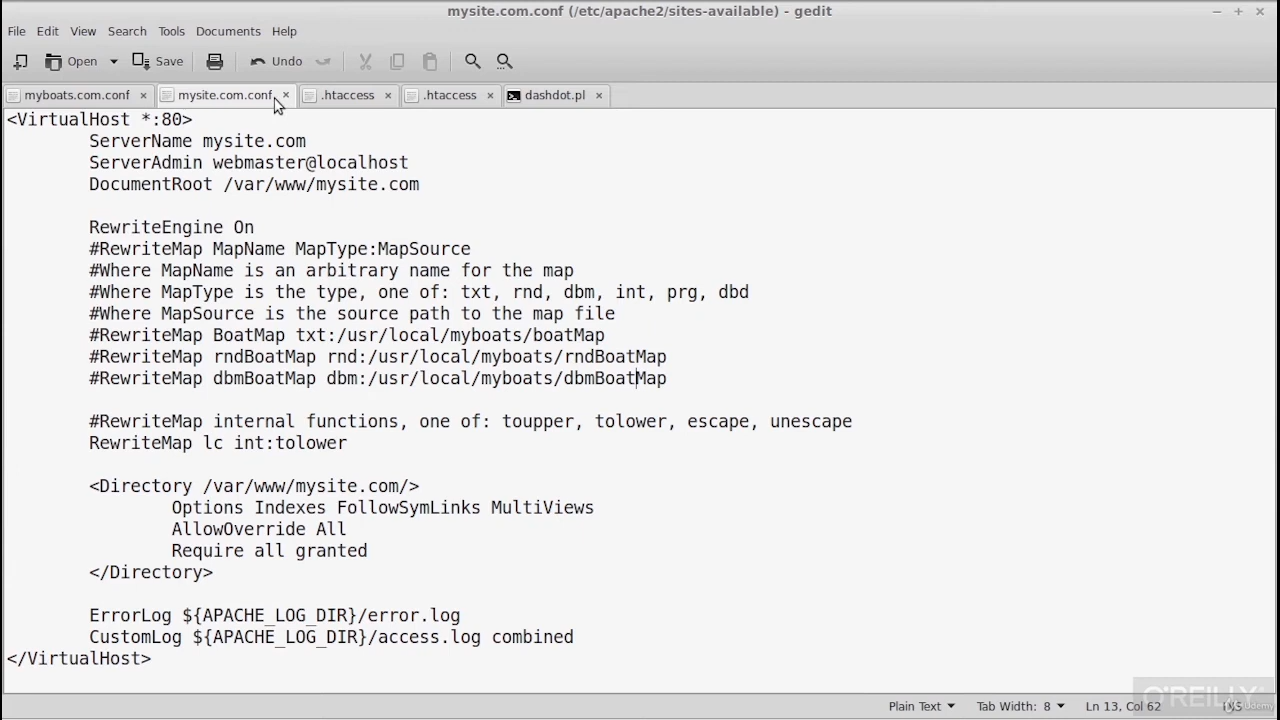 mysite.com.conf (/etc/apache2/sites-available) - gedit
File Edit View Search Tools Documents Help
Open Save Undo
myboats.com.conf mysite.com.conf .htaccess .htaccess dashdot.pl
<VirtualHost *:80>
ServerName mysite.com
ServerAdmin webmaster@localhost
DocumentRoot /var/www/mysite.com
RewriteEngine On
#RewriteMap MapName MapType:MapSource
#Where MapName is an arbitrary name for the map
#Where MapType is the type, one of: txt, rnd, dbm, int, prg, dbd
#Where MapSource is the source path to the map file
#RewriteMap BoatMap txt:/usr/local/myboats/boatMap
#RewriteMap rndBoatMap rnd:/usr/local/myboats/rndBoatMap
#RewriteMap dbmBoatMap dbm:/usr/local/myboats/dbmBoatMap
#RewriteMap internal functions, one of: toupper, tolower, escape, unescape
RewriteMap lc int:tolower
<Directory /var/www/mysite.com/>
Options Indexes FollowSymLinks MultiViews
AllowOverride All
Require all granted
</Directory>
ErrorLog ${APACHE_LOG_DIR}/error.log
CustomLog ${APACHE_LOG_DIR}/access.log combined
</VirtualHost>
O'REILLY
Plain Text Tab Width: 8 Ln 13, Col 62 Udemy